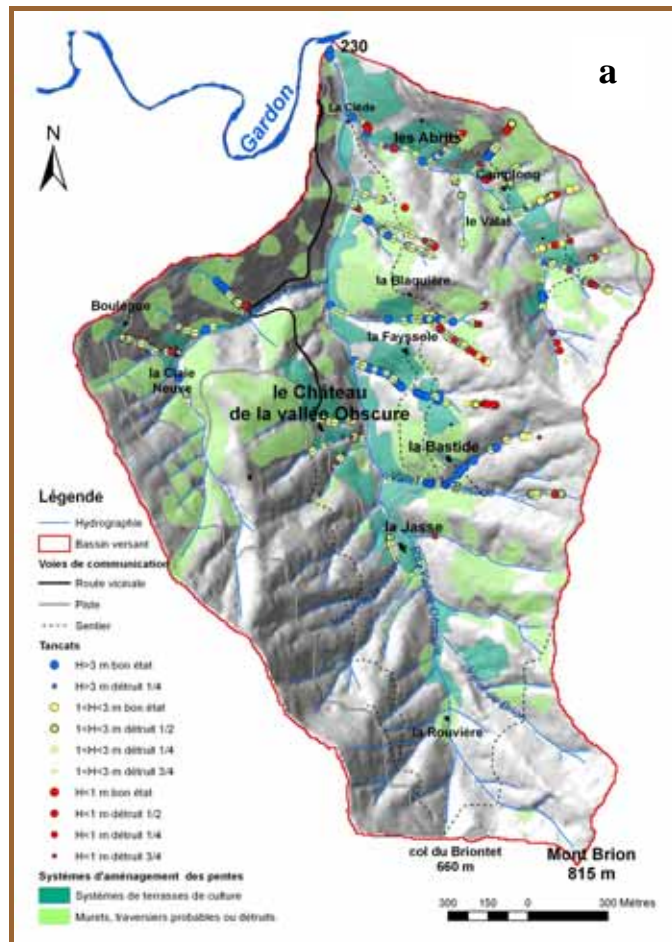 a
230
Gardon
N
La Clède
les Abrits
Camplong
le Valat
la Blaquière
Boulègue
la Fayssole
la Claie
Neuve
le Château
de la vallée Obscure
la Bastide
la Jasse
la Rouvière
col du Briontet
660 m
Mont Brion
815 m
Légende
Hydrographie
Bassin versant
Voies de communication
Route vicinale
Piste
Sentier
Tancats
H>3 m bon état
H>3 m détruit 1/4
1<H<3 m bon état
1<H<3 m détruit 1/2
1<H<3 m détruit 1/4
1<H<3 m détruit 3/4
H<1 m bon état
H<1 m détruit 1/2
H<1 m détruit 1/4
H<1 m détruit 3/4
Systèmes d'aménagement des pentes
Systèmes de terrasses de culture
Murets, traversiers probables ou détruits
300 150 0 300 Mètres